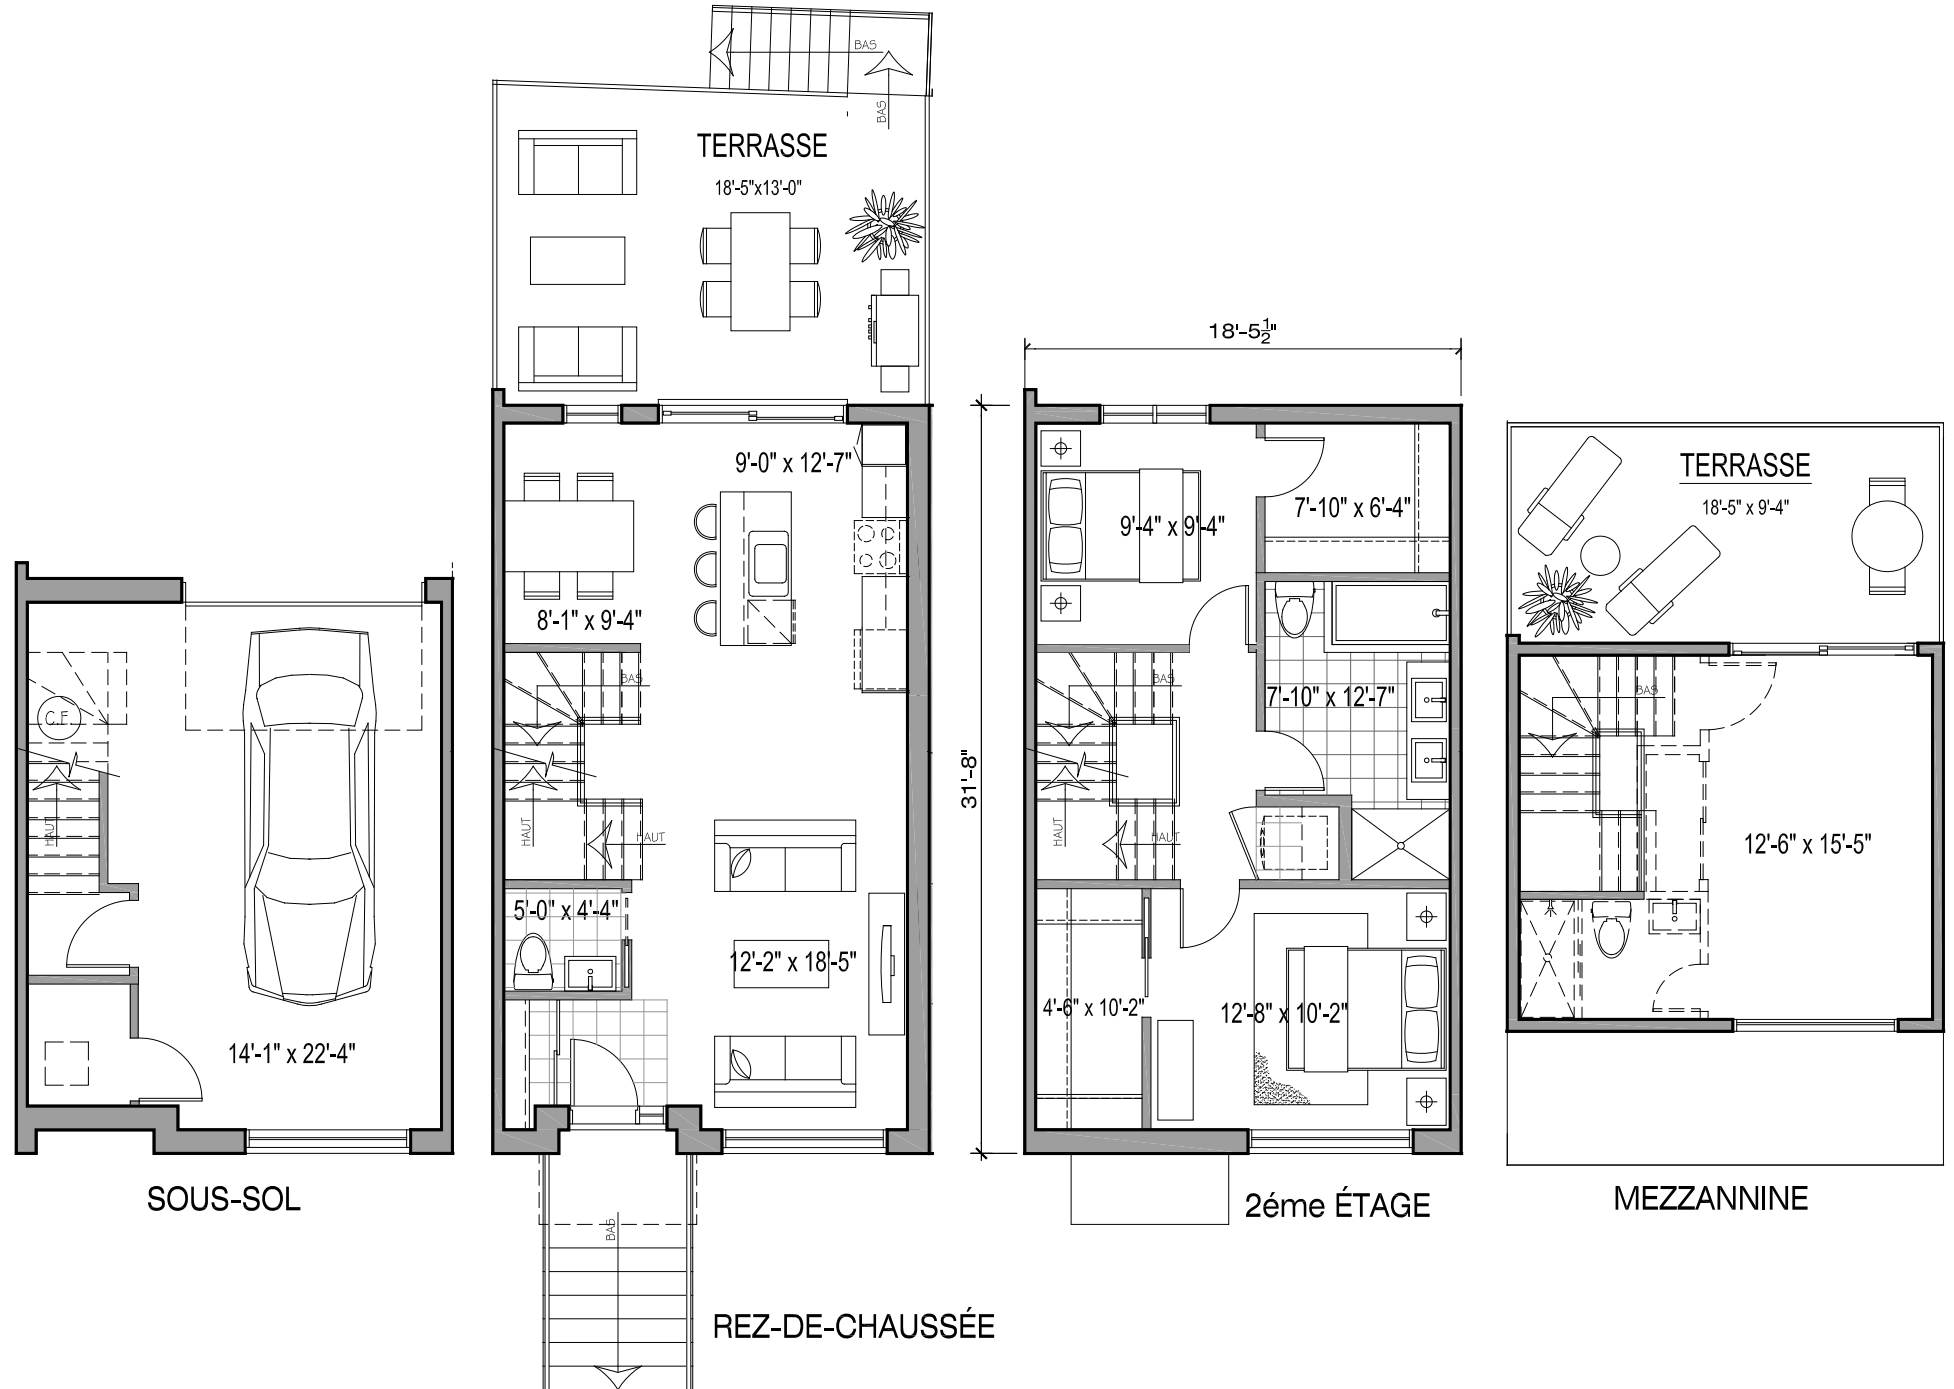 C.F.
HAUT
14'-1" x 22'-4"
SOUS-SOL
BAS
BAS
TERRASSE
18'-5"x13'-0"
9'-0" x 12'-7"
8'-1" x 9'-4"
BAS
HAUT
HAUT
5'-0" x 4'-4"
12'-2" x 18'-5"
BAS
REZ-DE-CHAUSSÉE
18'-5½"
31'-8"
9'-4" x 9'-4"
7'-10" x 6'-4"
BAS
7'-10" x 12'-7"
HAUT
HAUT
4'-6" x 10'-2"
12'-8" x 10'-2"
2éme ÉTAGE
TERRASSE
18'-5" x 9'-4"
BAS
12'-6" x 15'-5"
MEZZANNINE